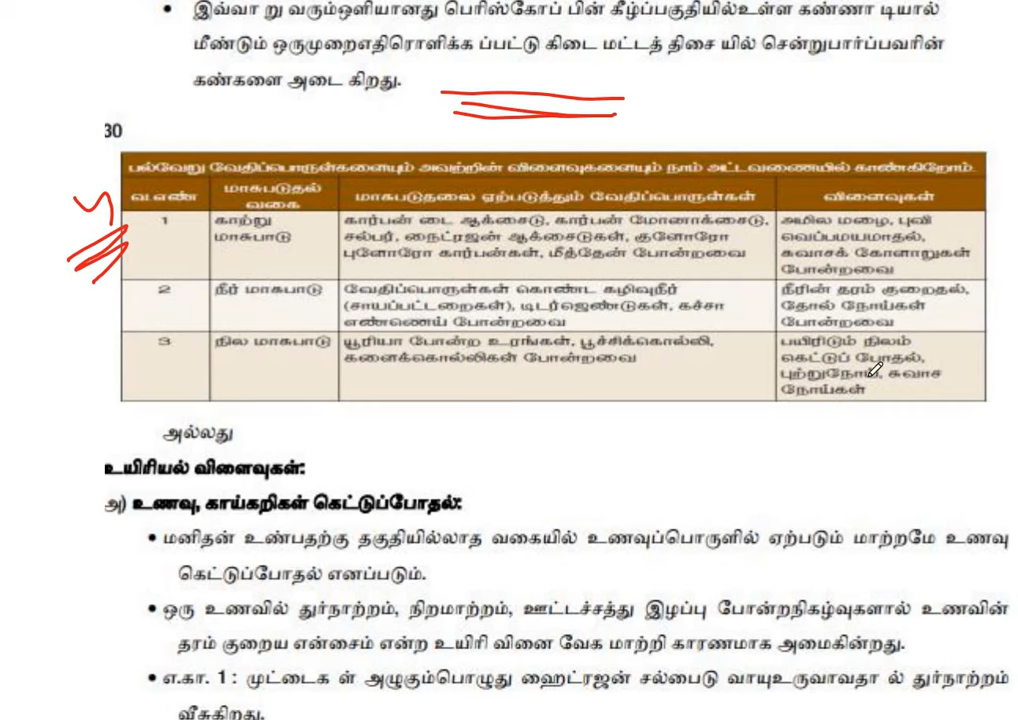 • இவ்வா று வரும்ஒளியானது பெரிஸ்கோப் பின் கீழ்ப்பகுதியில்உள்ள கண்ணா டியால்
மீண்டும் ஒருமுறைஎதிரொளிக்க ப்பட்டு கிடை மட்டத் திசை யில் சென்றுபார்ப்பவரின்
கண்களை அடை கிறது.
30
பல்வேறு வேதிப்பொருள்களையும் அவற்றின் விளைவுகளையும் நாம் அட்டவணையில் காண்கிறோம்
வ.எண் மாசுபடுதல் வகை மாசுபடுதலை ஏற்படுத்தும் வேதிப்பொருள்கள் விளைவுகள்
1 காற்று கார்பன் டை ஆக்சைடு, கார்பன் மோனாக்சைடு, அமில மழை, புவி
மாசுபாடு சல்பர், நைட்ரஜன் ஆக்சைடுகள், குளோரோ வெப்பமயமாதல்,
புளோரோ கார்பன்கள், மீத்தேன் போன்றவை சுவாசக் கோளாறுகள்
போன்றவை
2 நீர் மாசுபாடு வேதிப்பொருள்கள் கொண்ட கழிவுநீர் நீரின் தரம் குறைதல்,
(சாயப்பட்டறைகள்), டிடர்ஜெண்டுகள், கச்சா தோல் நோய்கள்
எண்ணெய் போன்றவை போன்றவை
3 நில மாசுபாடு யூரியா போன்ற உரங்கள், பூச்சிக்கொல்லி, பயிரிடும் நிலம்
களைக்கொல்லிகள் போன்றவை கெட்டுப் போதல்,
புற்றுநோய், சுவாச
நோய்கள்
அல்லது
உயிரியல் விளைவுகள்:
அ) உணவு, காய்கறிகள் கெட்டுப்போதல்:
• மனிதன் உண்பதற்கு தகுதியில்லாத வகையில் உணவுப்பொருளில் ஏற்படும் மாற்றமே உணவு
கெட்டுப்போதல் எனப்படும்.
• ஒரு உணவில் துர்நாற்றம், நிறமாற்றம், ஊட்டச்சத்து இழப்பு போன்றநிகழ்வுகளால் உணவின்
தரம் குறைய என்சைம் என்ற உயிரி வினை வேக மாற்றி காரணமாக அமைகின்றது.
• எ.கா. 1 : முட்டைக ள் அழுகும்பொழுது ஹைட்ரஜன் சல்பைடு வாயுஉருவாவதா ல் துர்நாற்றம்
வீசுகிறது.